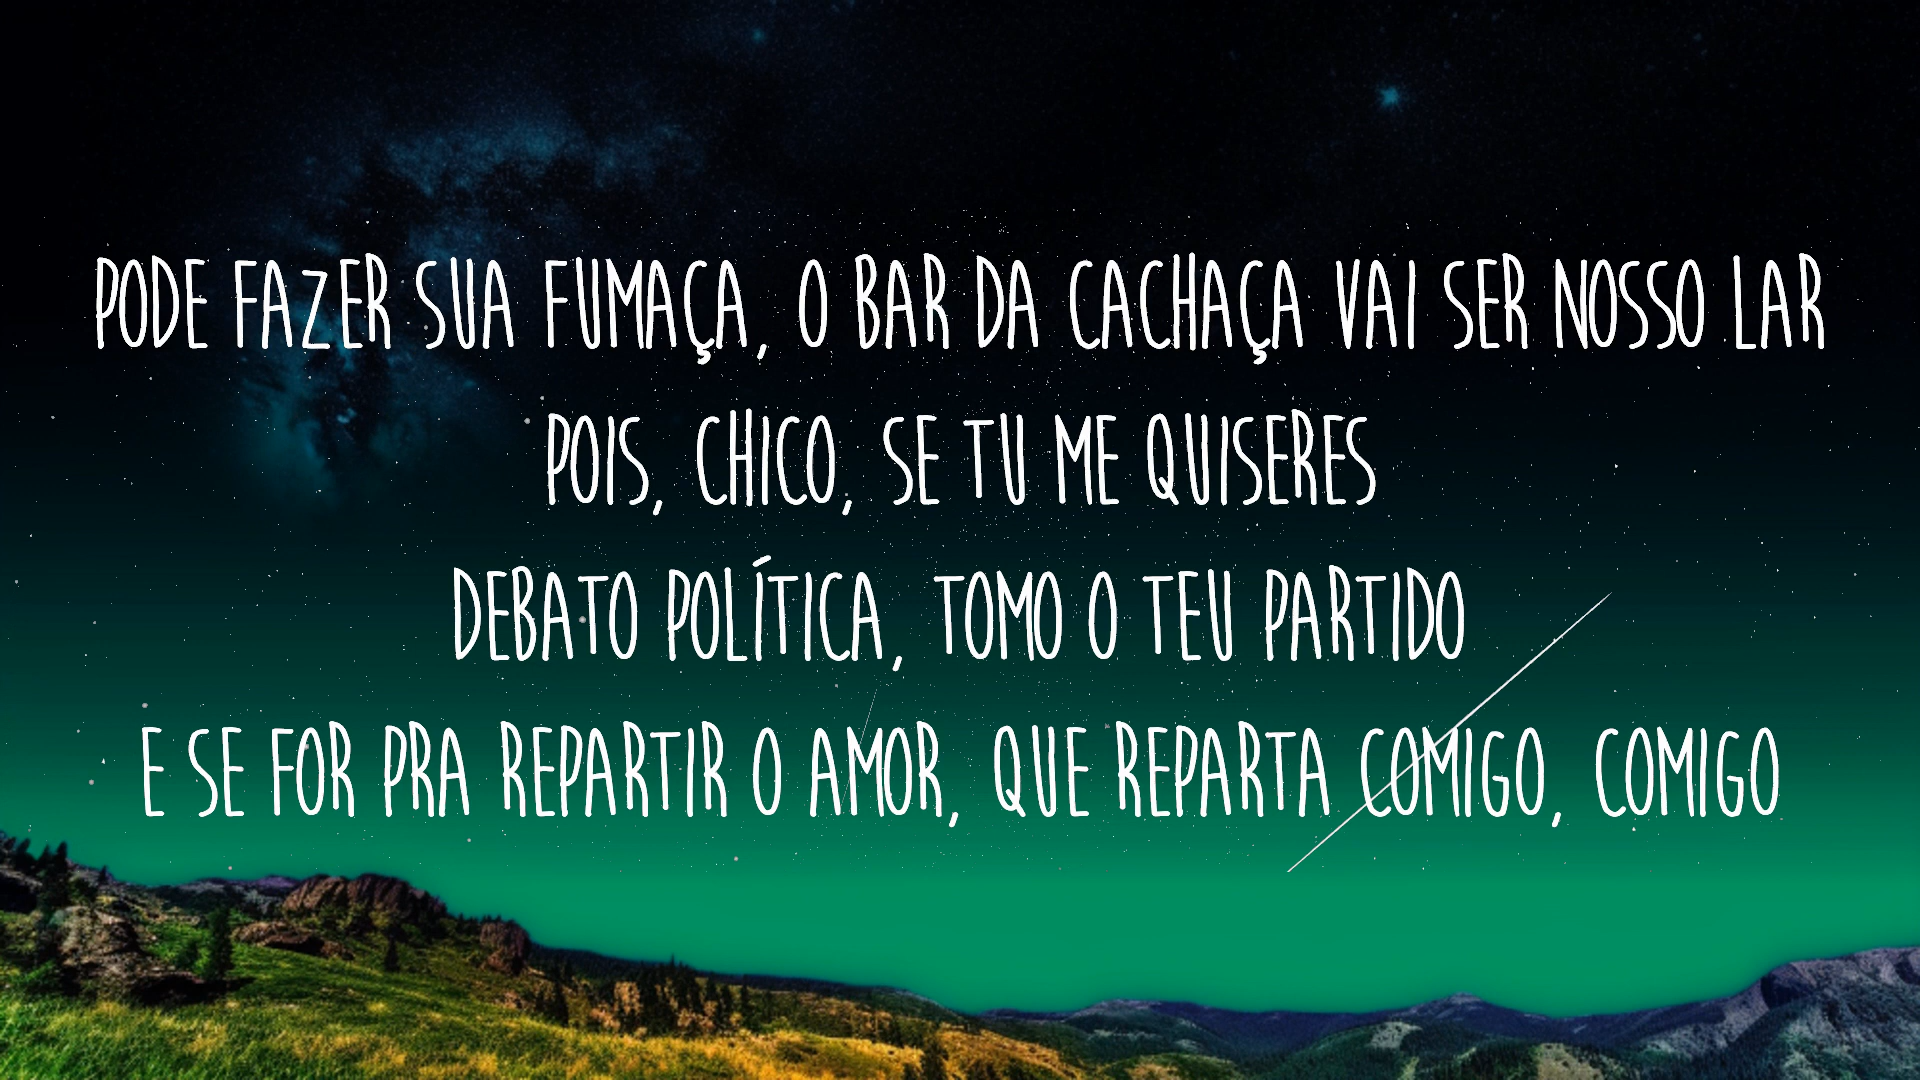 PODE FAZER SUA FUMAÇA, O BAR DA CACHAÇA VAI SER NOSSO LAR
POIS, CHICO, SE TU ME QUISERES
DEBATO POLÍTICA, TOMO O TEU PARTIDO
E SE FOR PRA REPARTIR O AMOR, QUE REPARTA COMIGO, COMIGO